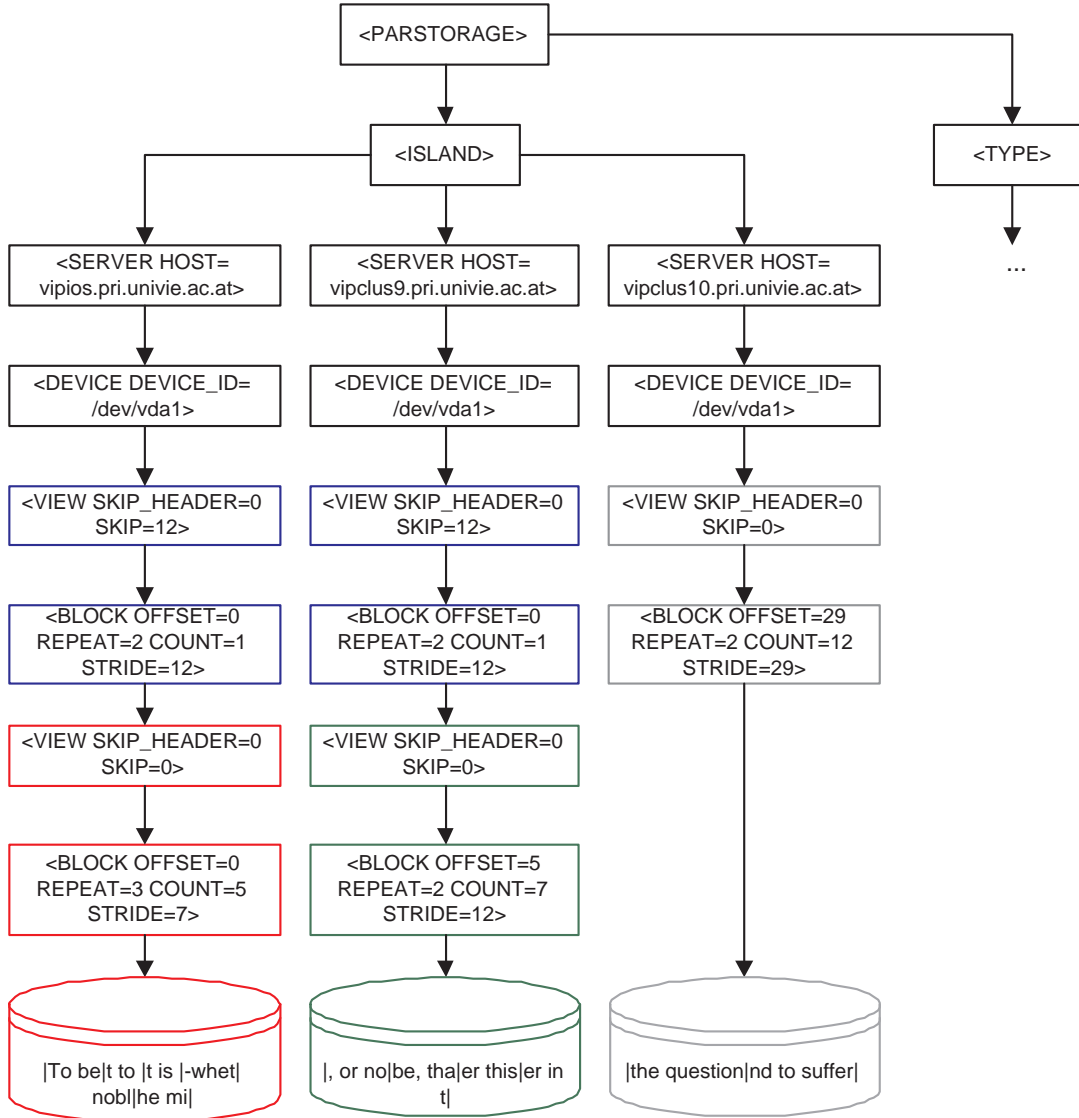 <PARSTORAGE>
<ISLAND>
<TYPE>
<SERVER HOST=
vipios.pri.univie.ac.at>
<SERVER HOST=
vipclus9.pri.univie.ac.at>
<SERVER HOST=
vipclus10.pri.univie.ac.at>
...
<DEVICE DEVICE_ID=
/dev/vda1>
<DEVICE DEVICE_ID=
/dev/vda1>
<DEVICE DEVICE_ID=
/dev/vda1>
<VIEW SKIP_HEADER=0
SKIP=12>
<VIEW SKIP_HEADER=0
SKIP=12>
<VIEW SKIP_HEADER=0
SKIP=0>
<BLOCK OFFSET=0
REPEAT=2 COUNT=1
STRIDE=12>
<BLOCK OFFSET=0
REPEAT=2 COUNT=1
STRIDE=12>
<BLOCK OFFSET=29
REPEAT=2 COUNT=12
STRIDE=29>
<VIEW SKIP_HEADER=0
SKIP=0>
<VIEW SKIP_HEADER=0
SKIP=0>
<BLOCK OFFSET=0
REPEAT=3 COUNT=5
STRIDE=7>
<BLOCK OFFSET=5
REPEAT=2 COUNT=7
STRIDE=12>
|To be|t to |t is |-whet|
nobl|he mi|
|, or no|be, tha|er this|er in
t|
|the question|nd to suffer|